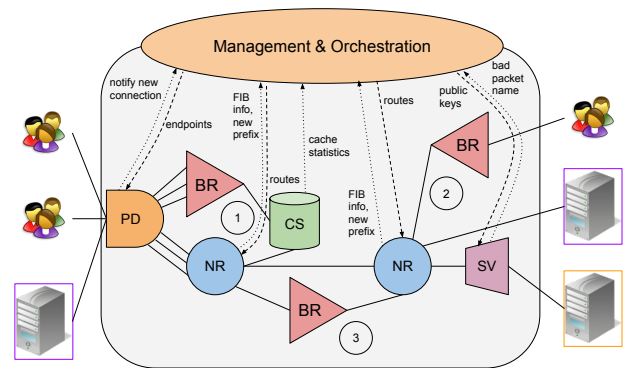 Management & Orchestration
notify new
connection
endpoints
FIB
info,
new
prefix
routes
cache
statistics
routes
public
keys
bad
packet
name
FIB
info,
new
prefix
BR
BR
1
2
CS
PD
NR
NR
SV
BR
3